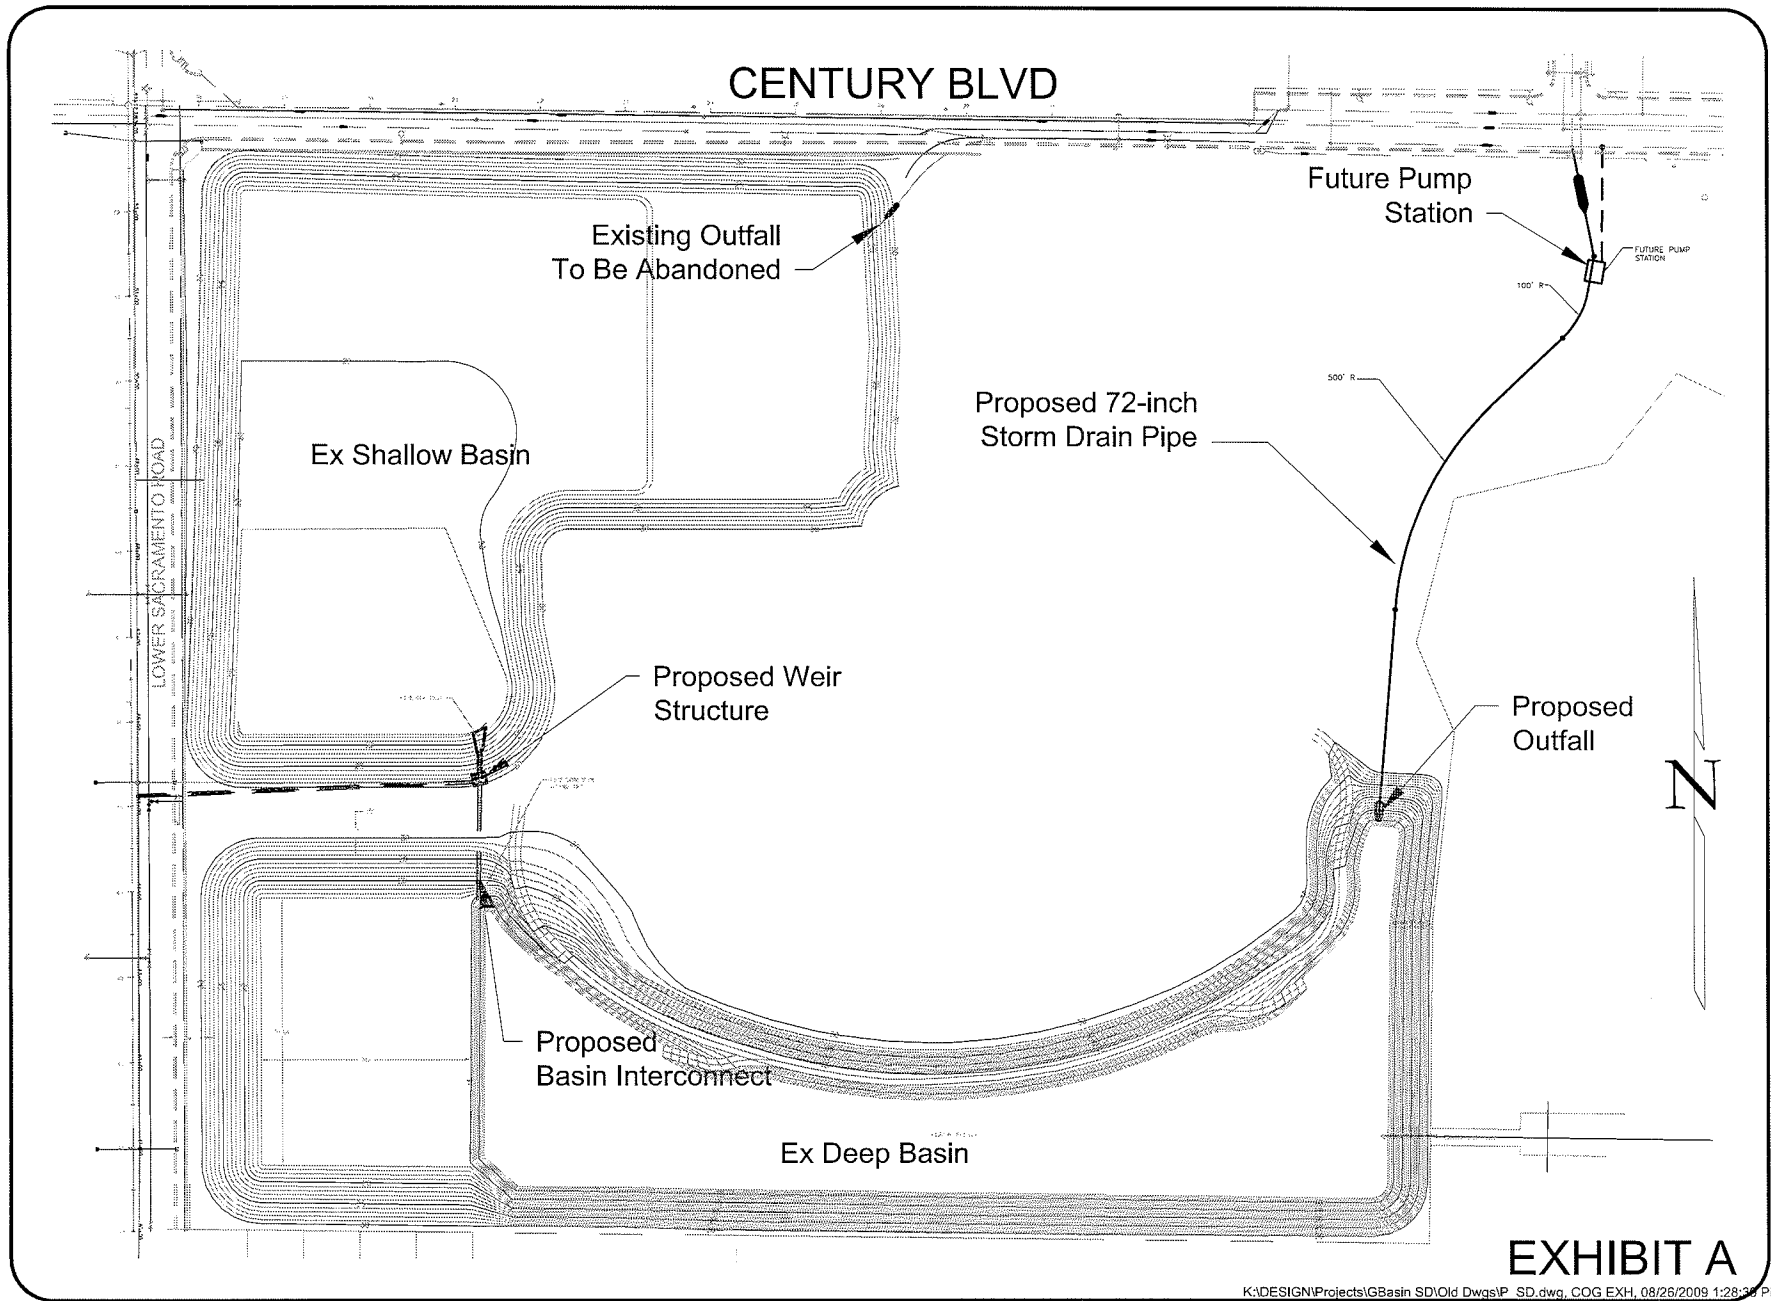 CENTURY BLVD
Future Pump
Station
FUTURE PUMP
STATION
Existing Outfall
To Be Abandoned
100' R
500' R
Proposed 72-inch
Storm Drain Pipe
Ex Shallow Basin
LOWER SACRAMENTO ROAD
Proposed Weir
Structure
Proposed
Outfall
N
Proposed
Basin Interconnect
Ex Deep Basin
EXHIBIT A
K:\DESIGN\Projects\GBasin SD\Old Dwgs\P_SD.dwg, COG EXH, 08/26/2009 1:28:36 P